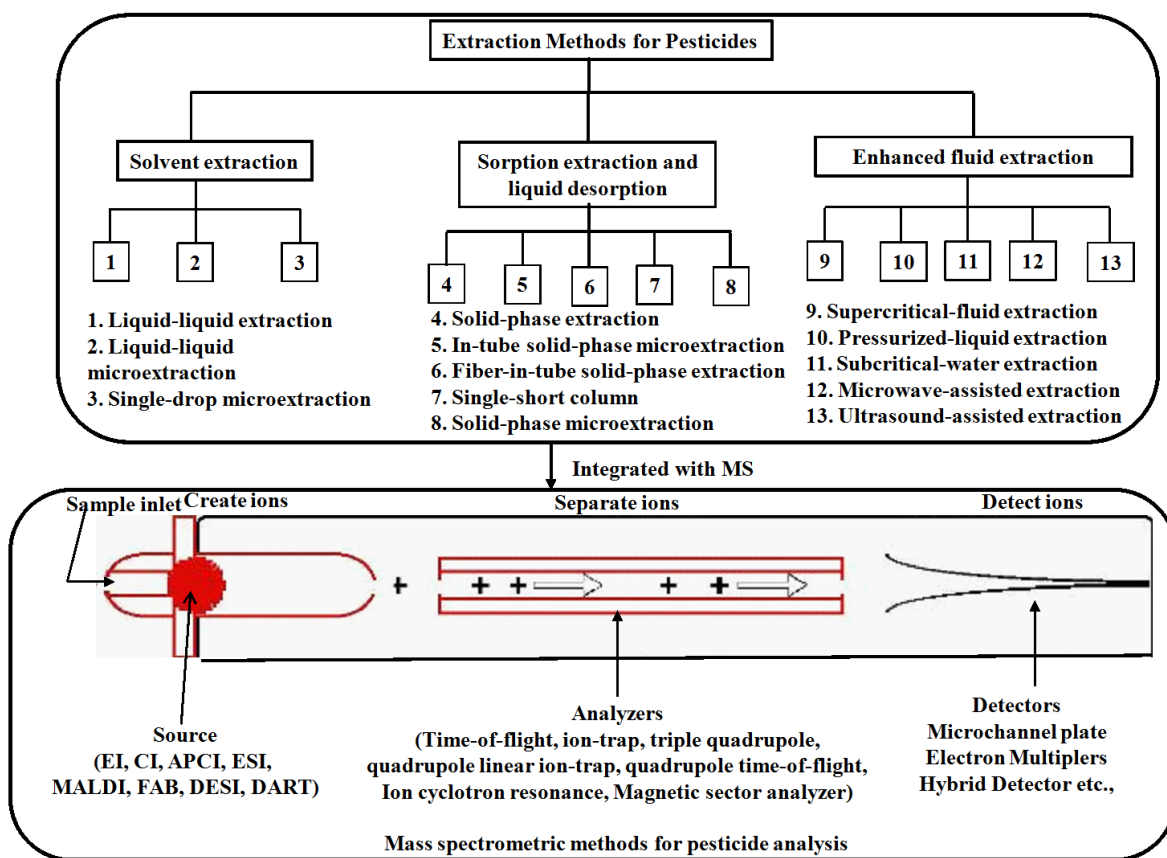 Extraction Methods for Pesticides
Solvent extraction
Sorption extraction and
liquid desorption
Enhanced fluid extraction
1
2
3
4
5
6
7
8
9
10
11
12
13
1. Liquid-liquid extraction
2. Liquid-liquid
microextraction
3. Single-drop microextraction
4. Solid-phase extraction
5. In-tube solid-phase microextraction
6. Fiber-in-tube solid-phase extraction
7. Single-short column
8. Solid-phase microextraction
9. Supercritical-fluid extraction
10. Pressurized-liquid extraction
11. Subcritical-water extraction
12. Microwave-assisted extraction
13. Ultrasound-assisted extraction
Integrated with MS
Sample inlet
Create ions
Separate ions
Detect ions
+ + + + +
Source
(EI, CI, APCI, ESI,
MALDI, FAB, DESI, DART)
Analyzers
(Time-of-flight, ion-trap, triple quadrupole,
quadrupole linear ion-trap, quadrupole time-of-flight,
Ion cyclotron resonance, Magnetic sector analyzer)
Detectors
Microchannel plate
Electron Multiplers
Hybrid Detector etc.,
Mass spectrometric methods for pesticide analysis